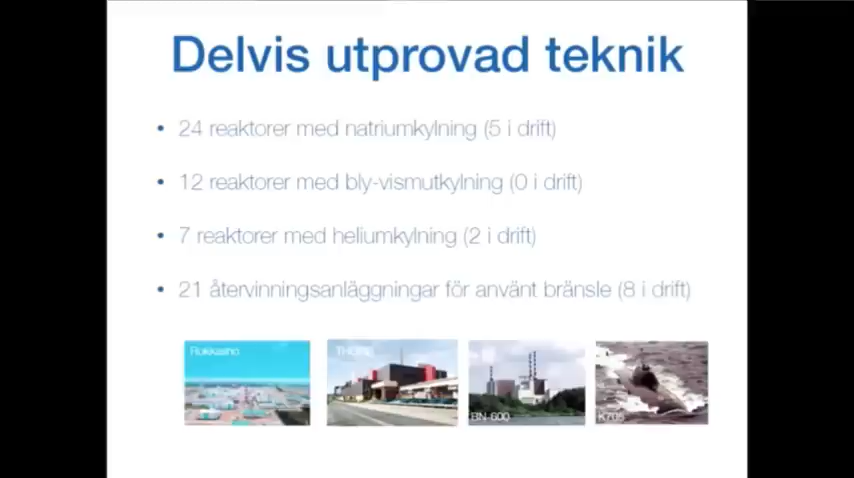 Delvis utprovad teknik
• 24 reaktorer med natriumkylning (5 i drift)
• 12 reaktorer med bly-vismutkylning (0 i drift)
• 7 reaktorer med heliumkylning (2 i drift)
• 21 återvinningsanläggningar för använt bränsle (8 i drift)
Rokkasho
BN-600
K705